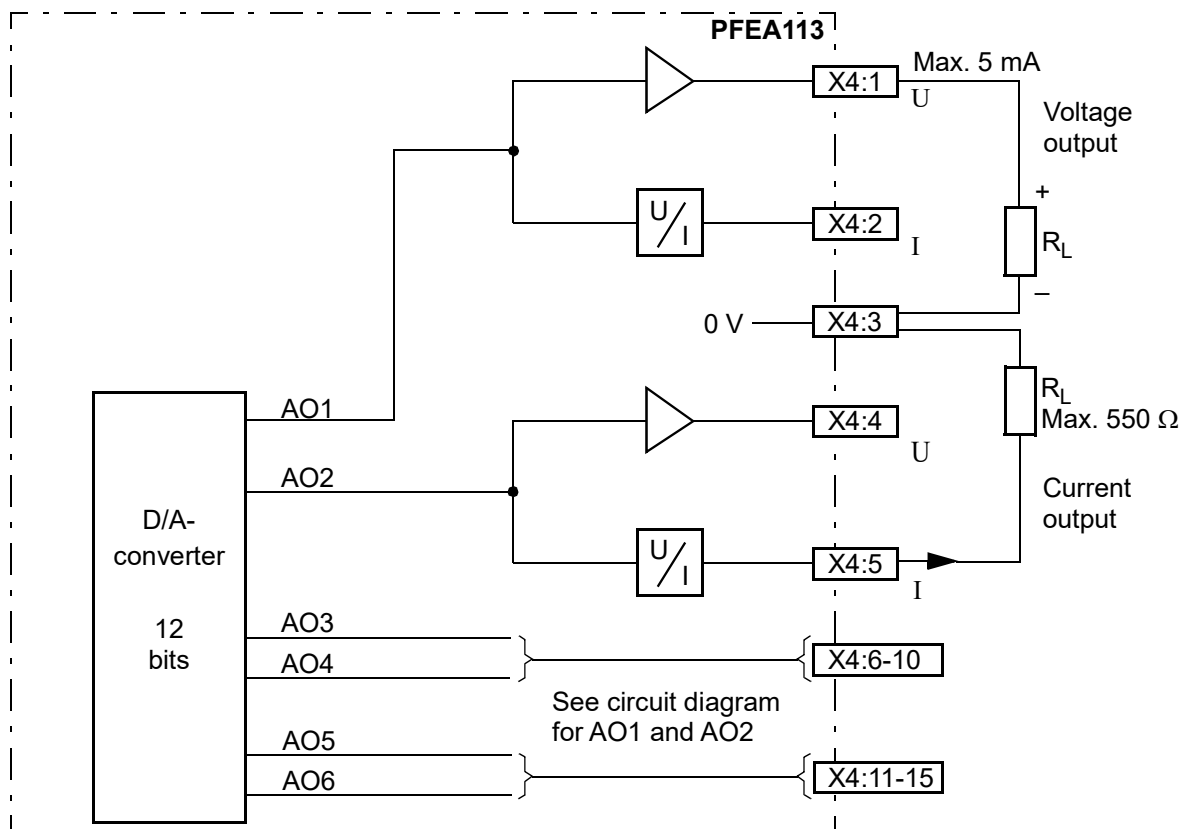 PFEA113
X4:1
Max. 5 mA
U
Voltage
output
+
U/I
X4:2
I
RL
–
0 V
X4:3
RL
Max. 550 Ω
AO1
X4:4
U
AO2
Current
output
D/A-
converter
12
bits
U/I
X4:5
I
AO3
AO4
X4:6-10
See circuit diagram
for AO1 and AO2
AO5
AO6
X4:11-15